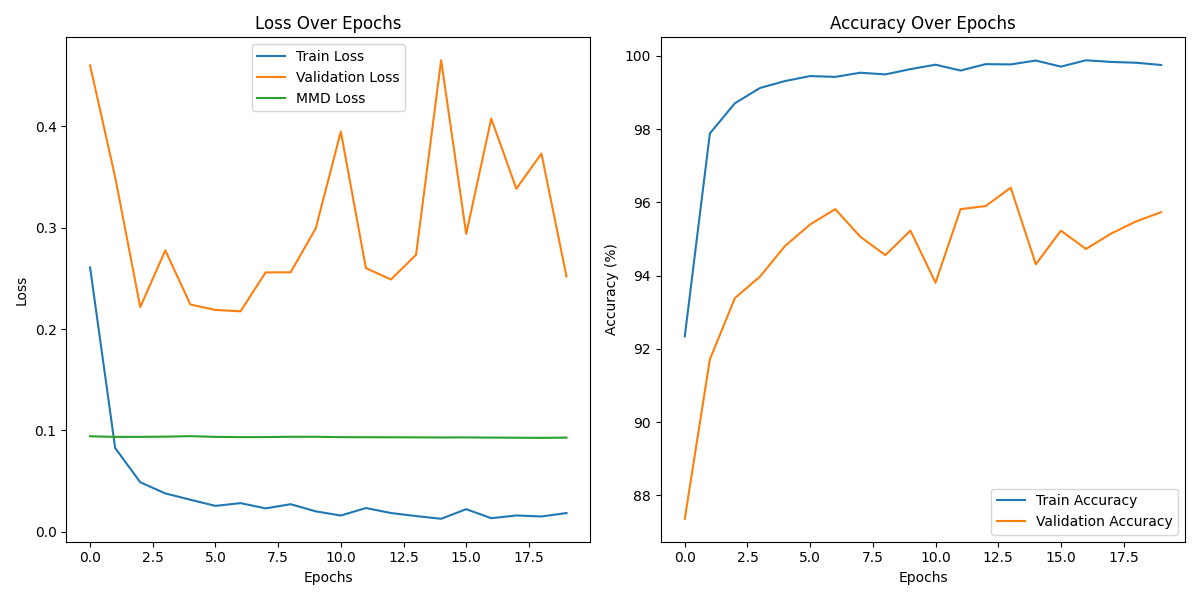 Loss Over Epochs
Train Loss
Validation Loss
MMD Loss
Loss
0.4
0.3
0.2
0.1
0.0
0.0 2.5 5.0 7.5 10.0 12.5 15.0 17.5
Epochs
Accuracy Over Epochs
Accuracy (%)
100
98
96
94
92
90
88
Train Accuracy
Validation Accuracy
0.0 2.5 5.0 7.5 10.0 12.5 15.0 17.5
Epochs